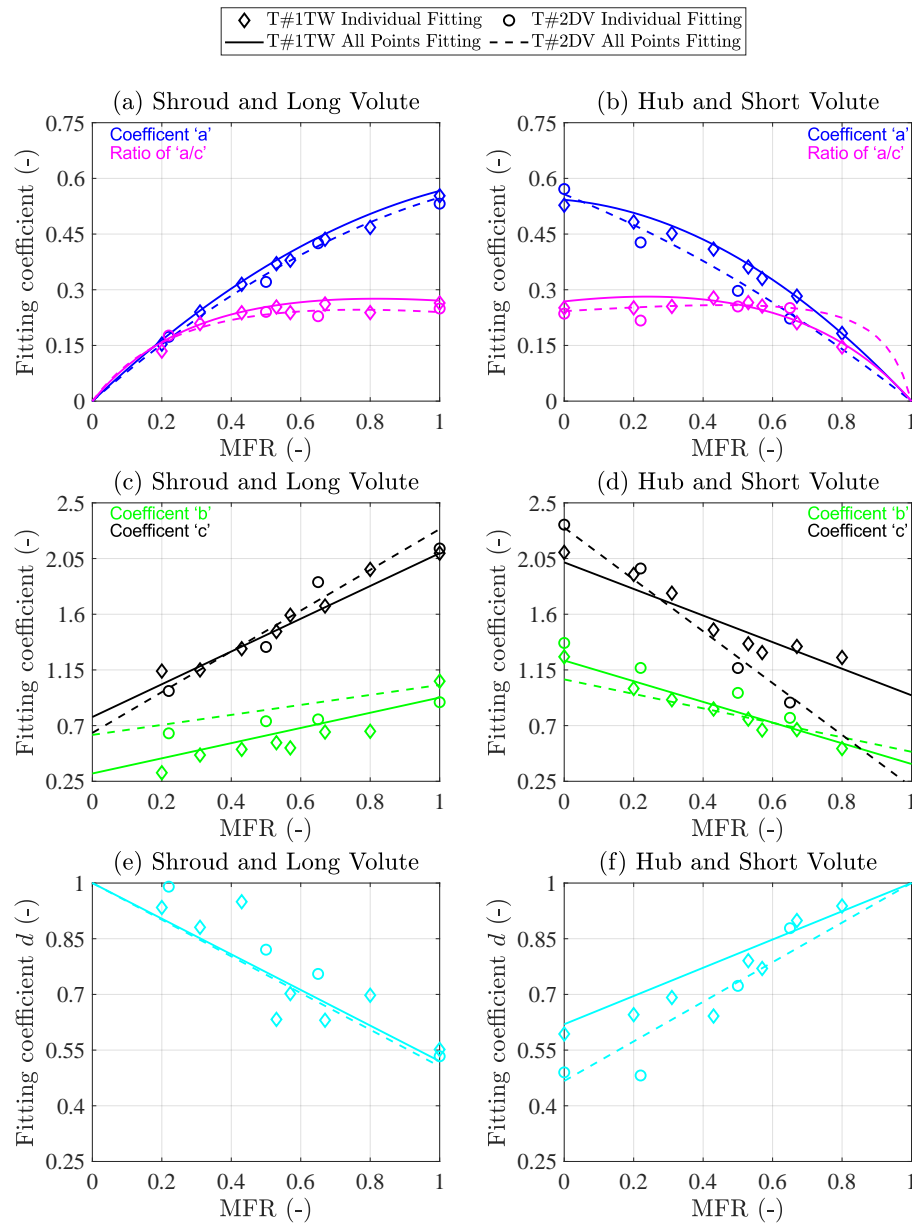 T#1TW Individual Fitting T#2DV Individual Fitting
T#1TW All Points Fitting T#2DV All Points Fitting
(a) Shroud and Long Volute
Coefficent 'a'
Ratio of 'a/c'
Fitting coefficient (-)
0.75
0.6
0.45
0.3
0.15
0
0 0.2 0.4 0.6 0.8 1
MFR (-)
(b) Hub and Short Volute
Coefficent 'a'
Ratio of 'a/c'
Fitting coefficient (-)
0.75
0.6
0.45
0.3
0.15
0
0 0.2 0.4 0.6 0.8 1
MFR (-)
(c) Shroud and Long Volute
Coefficent 'b'
Coefficent 'c'
Fitting coefficient (-)
2.5
2.05
1.6
1.15
0.7
0.25
0 0.2 0.4 0.6 0.8 1
MFR (-)
(d) Hub and Short Volute
Coefficent 'b'
Coefficent 'c'
Fitting coefficient (-)
2.5
2.05
1.6
1.15
0.7
0.25
0 0.2 0.4 0.6 0.8 1
MFR (-)
(e) Shroud and Long Volute
Fitting coefficient d (-)
1
0.85
0.7
0.55
0.4
0.25
0 0.2 0.4 0.6 0.8 1
MFR (-)
(f) Hub and Short Volute
Fitting coefficient d (-)
1
0.85
0.7
0.55
0.4
0.25
0 0.2 0.4 0.6 0.8 1
MFR (-)